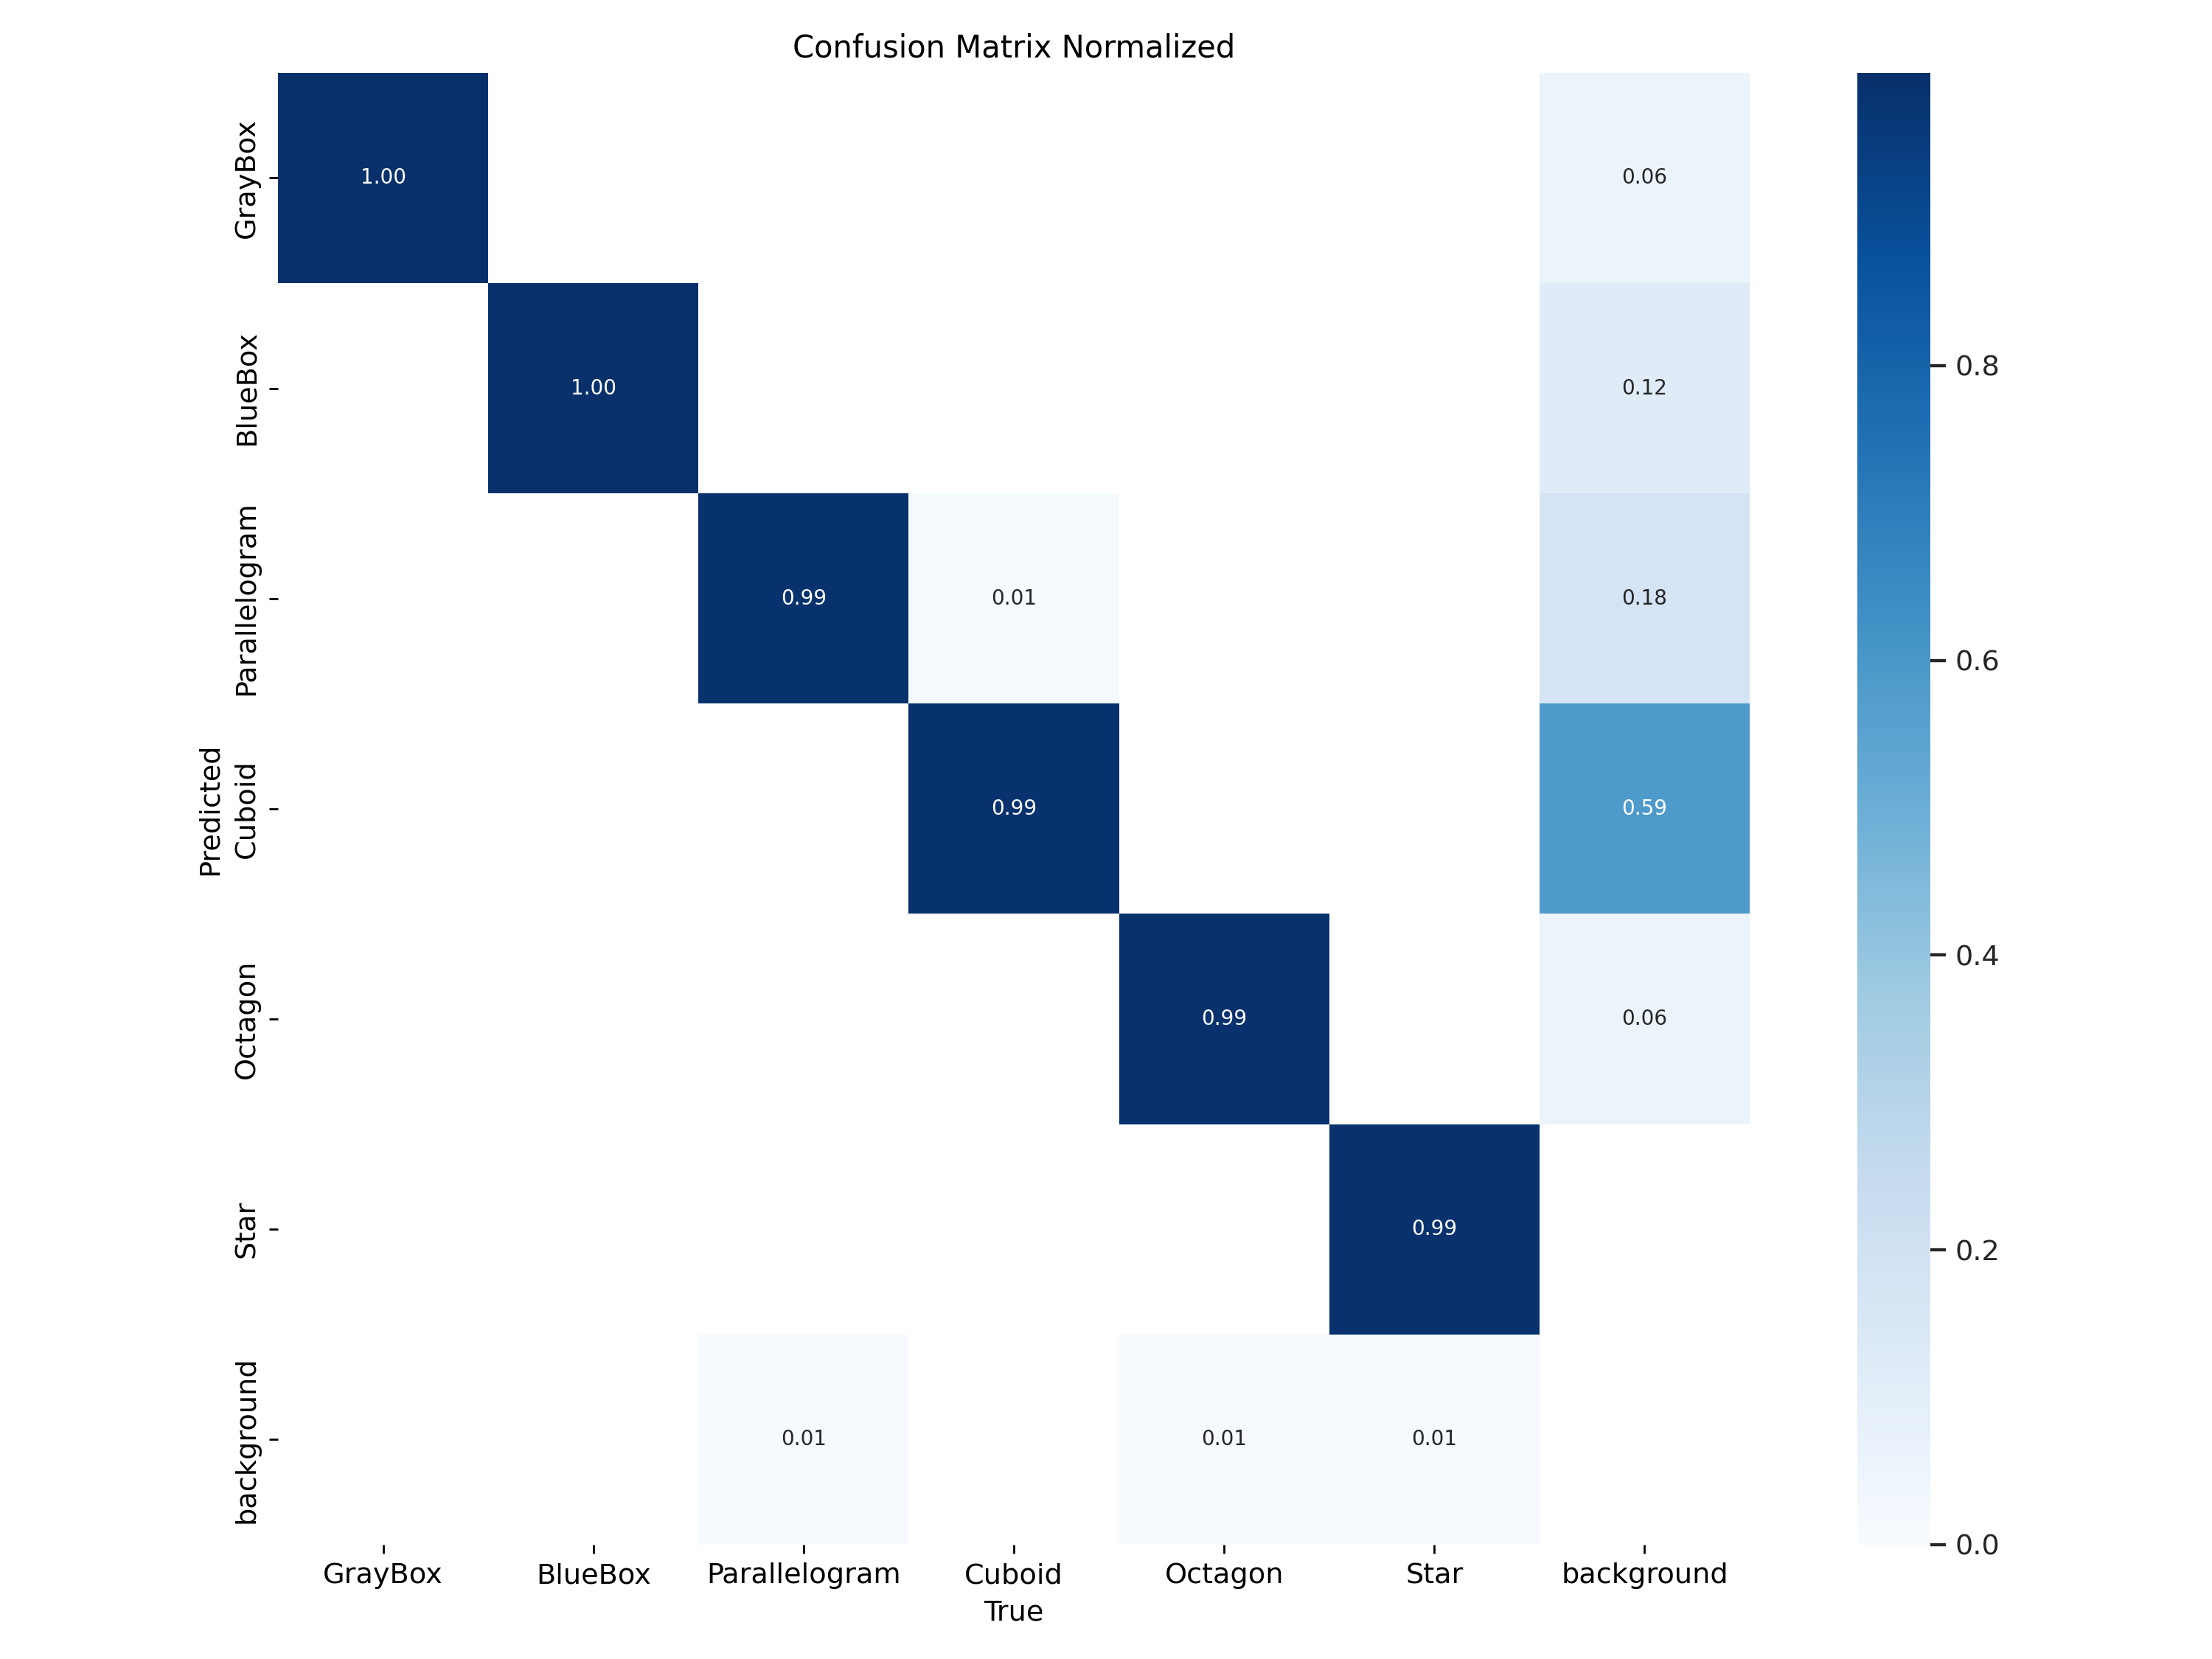 Confusion Matrix Normalized
GrayBox 1.00 0.06
BlueBox 1.00 0.12
Parallelogram 0.99 0.01 0.18
Cuboid 0.99 0.59
Octagon 0.99 0.06
Star 0.99
background 0.01 0.01 0.01
Predicted
GrayBox BlueBox Parallelogram Cuboid Octagon Star background
True
0.8
0.6
0.4
0.2
0.0